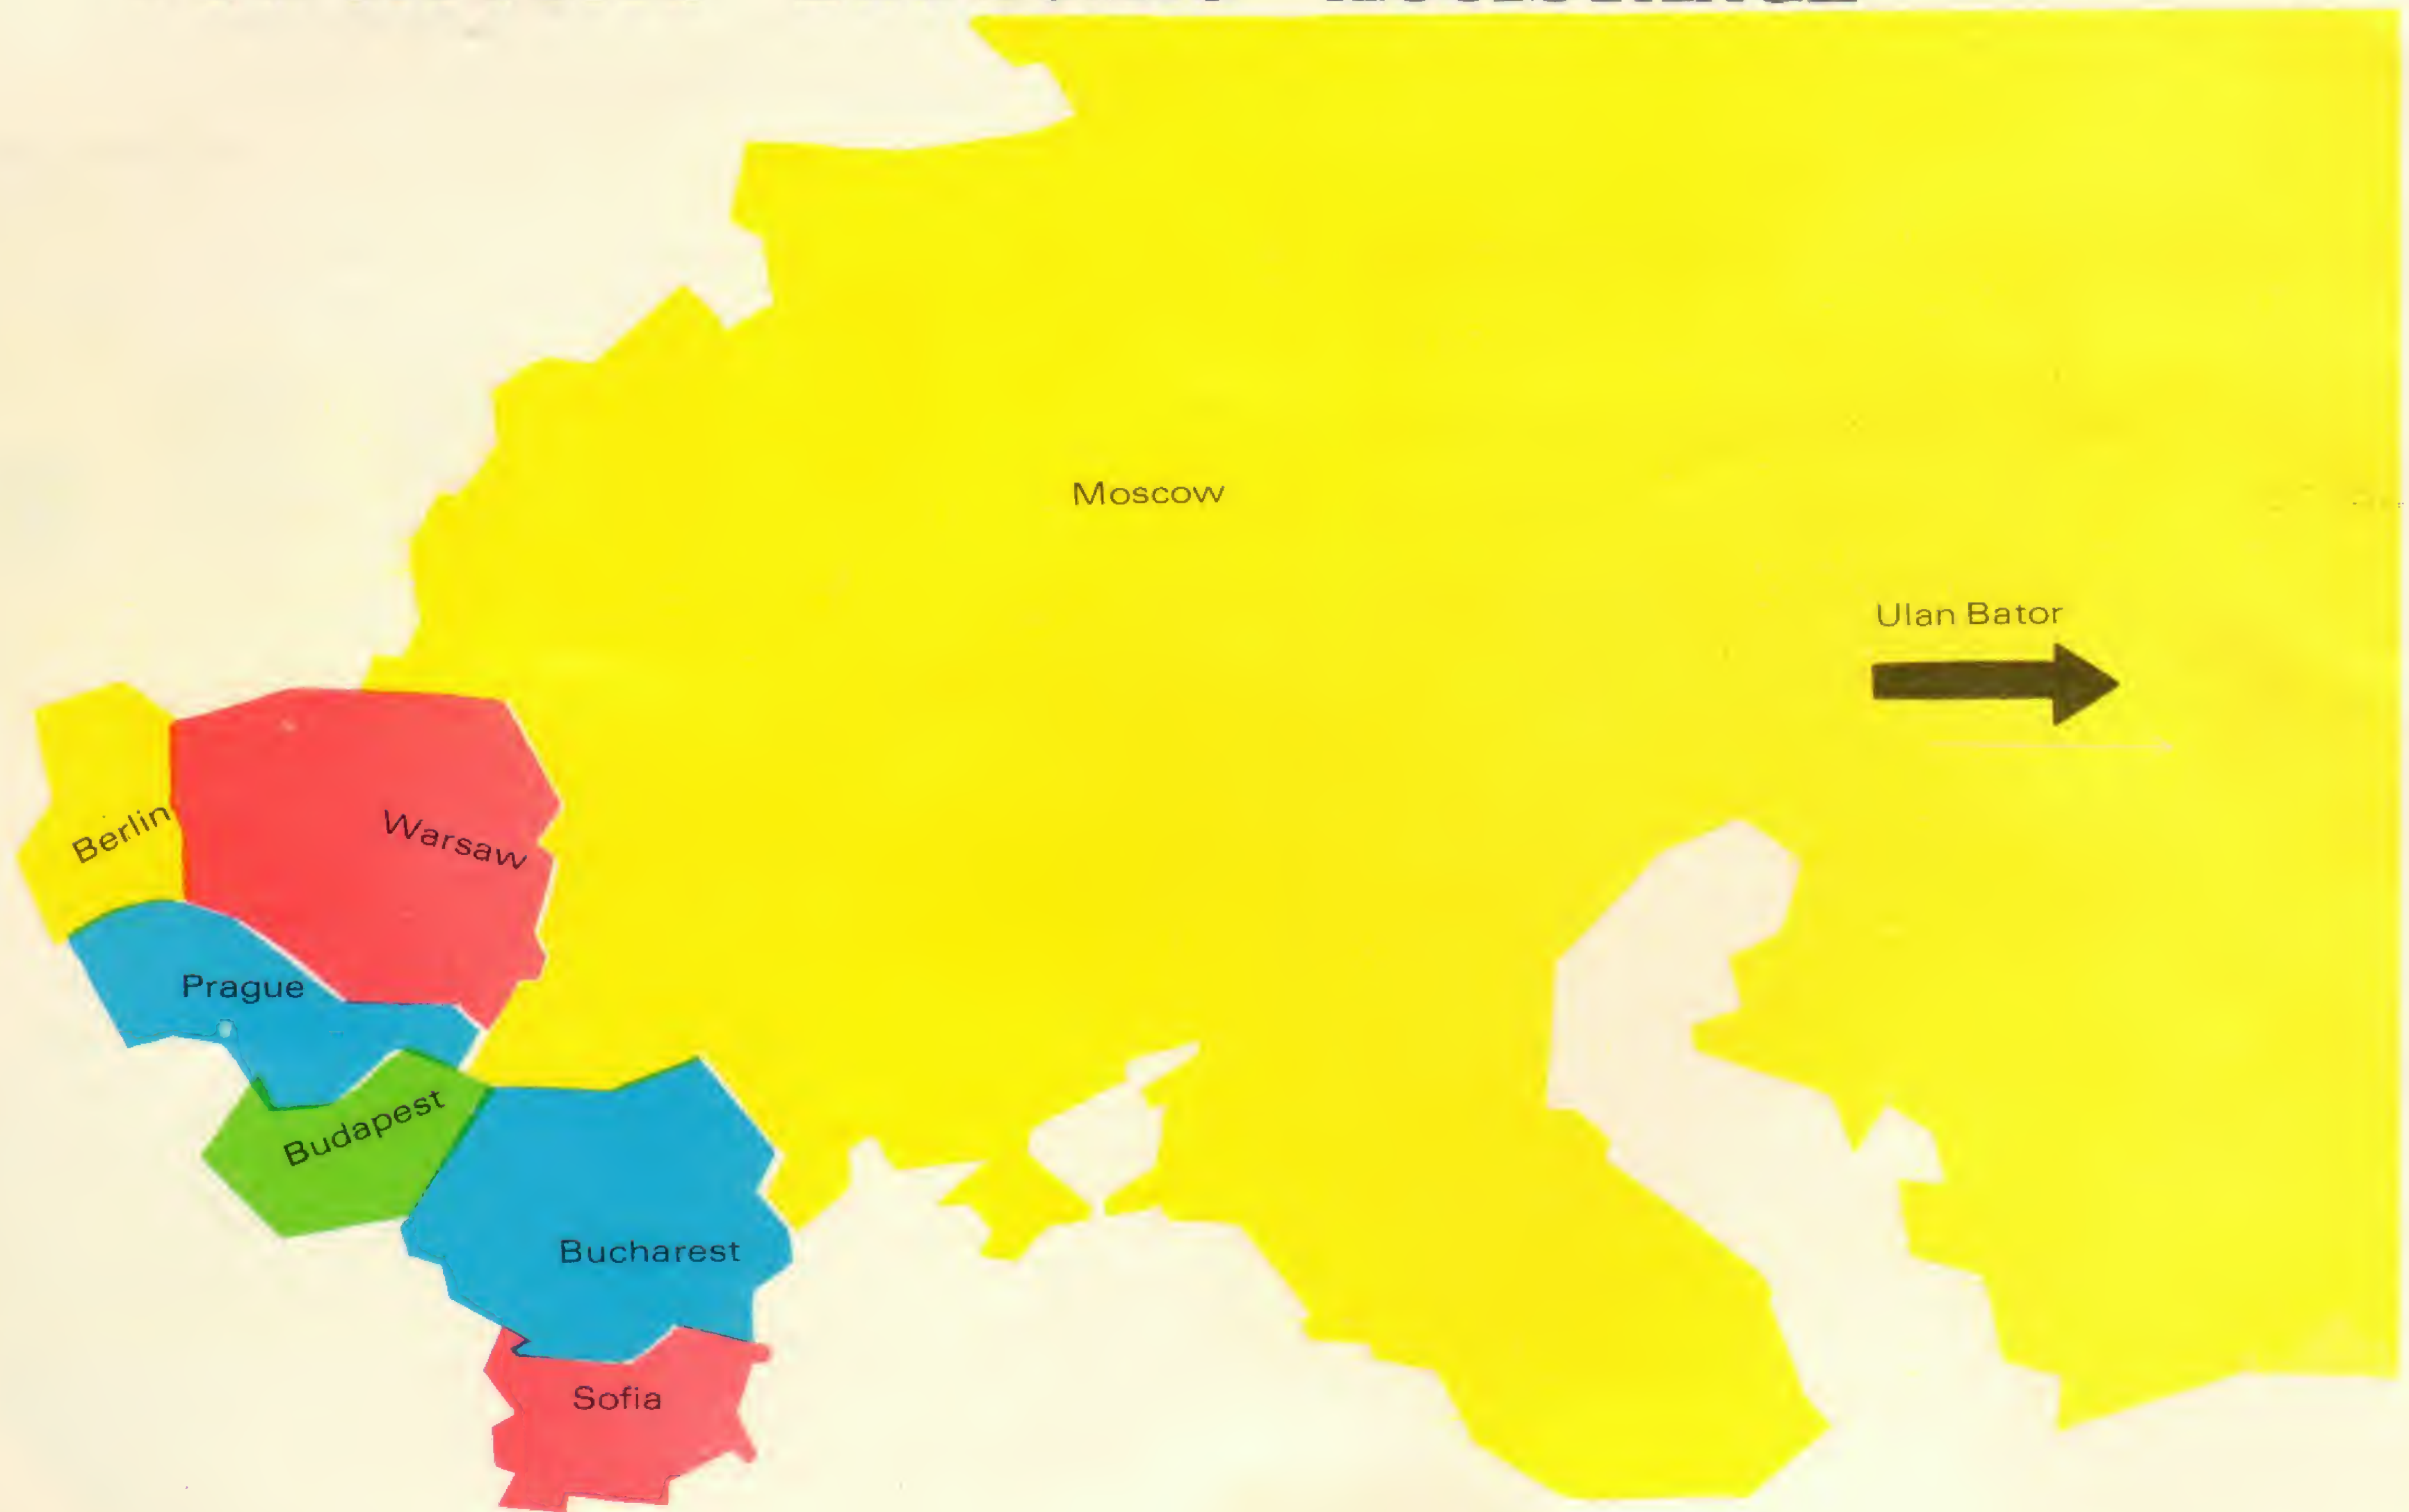 Moscow
Ulan Bator
Berlin
Warsaw
Prague
Budapest
Bucharest
Sofia